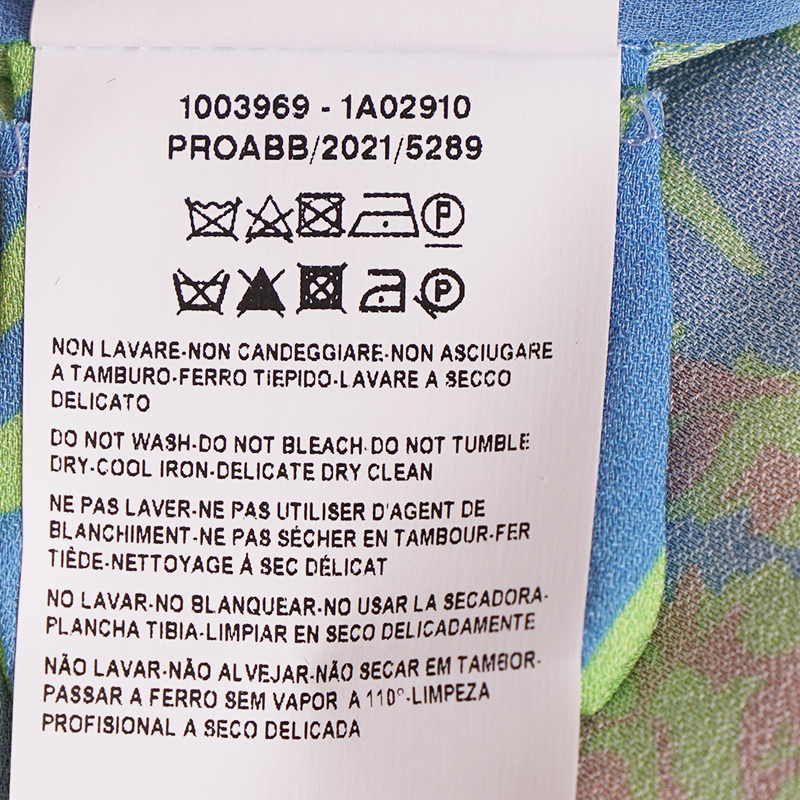 1003969 - 1A02910
PROABB/2021/5289
P
P
NON LAVARE-NON CANDEGGIARE-NON ASCIUGARE
A TAMBURO-FERRO TIEPIDO-LAVARE A SECCO
DELICATO
DO NOT WASH-DO NOT BLEACH-DO NOT TUMBLE
DRY-COOL IRON-DELICATE DRY CLEAN
NE PAS LAVER-NE PAS UTILISER D'AGENT DE
BLANCHIMENT-NE PAS SÉCHER EN TAMBOUR-FER
TIÈDE-NETTOYAGE À SEC DÉLICAT
NO LAVAR-NO BLANQUEAR-NO USAR LA SECADORA-
PLANCHA TIBIA-LIMPIAR EN SECO DELICADAMENTE
NÃO LAVAR-NÃO ALVEJAR-NÃO SECAR EM TAMBOR-
PASSAR A FERRO SEM VAPOR A 110°-LIMPEZA
PROFISIONAL A SECO DELICADA